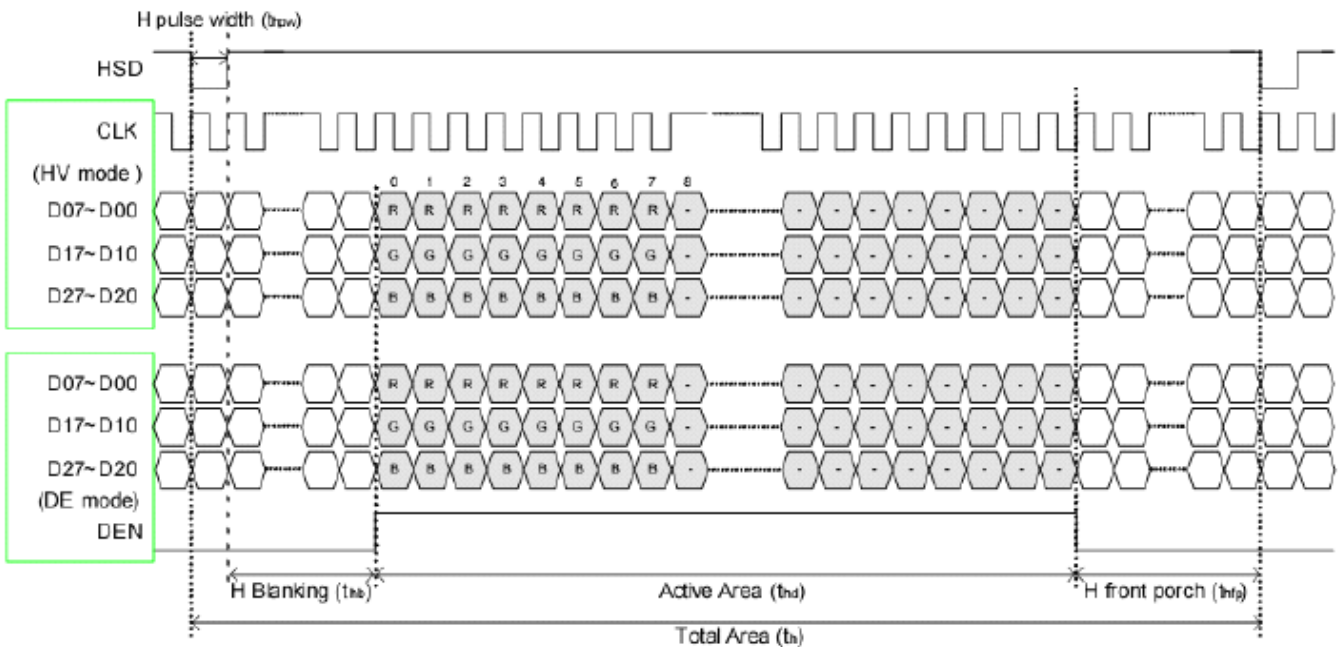 H pulse width (thpw)
HSD
CLK
(HV mode )
0 1 2 3 4 5 6 7 8
D07~D00 R R R R R R R R - - - - - - - - -
D17~D10 G G G G G G G G - - - - - - - - -
D27~D20 B B B B B B B B - - - - - - - - -
D07~D00 R R R R R R R R - - - - - - - - -
D17~D10 G G G G G G G G - - - - - - - - -
D27~D20 B B B B B B B B - - - - - - - - -
(DE mode)
DEN
H Blanking (thb) Active Area (thd) H front porch (thfp)
Total Area (th)